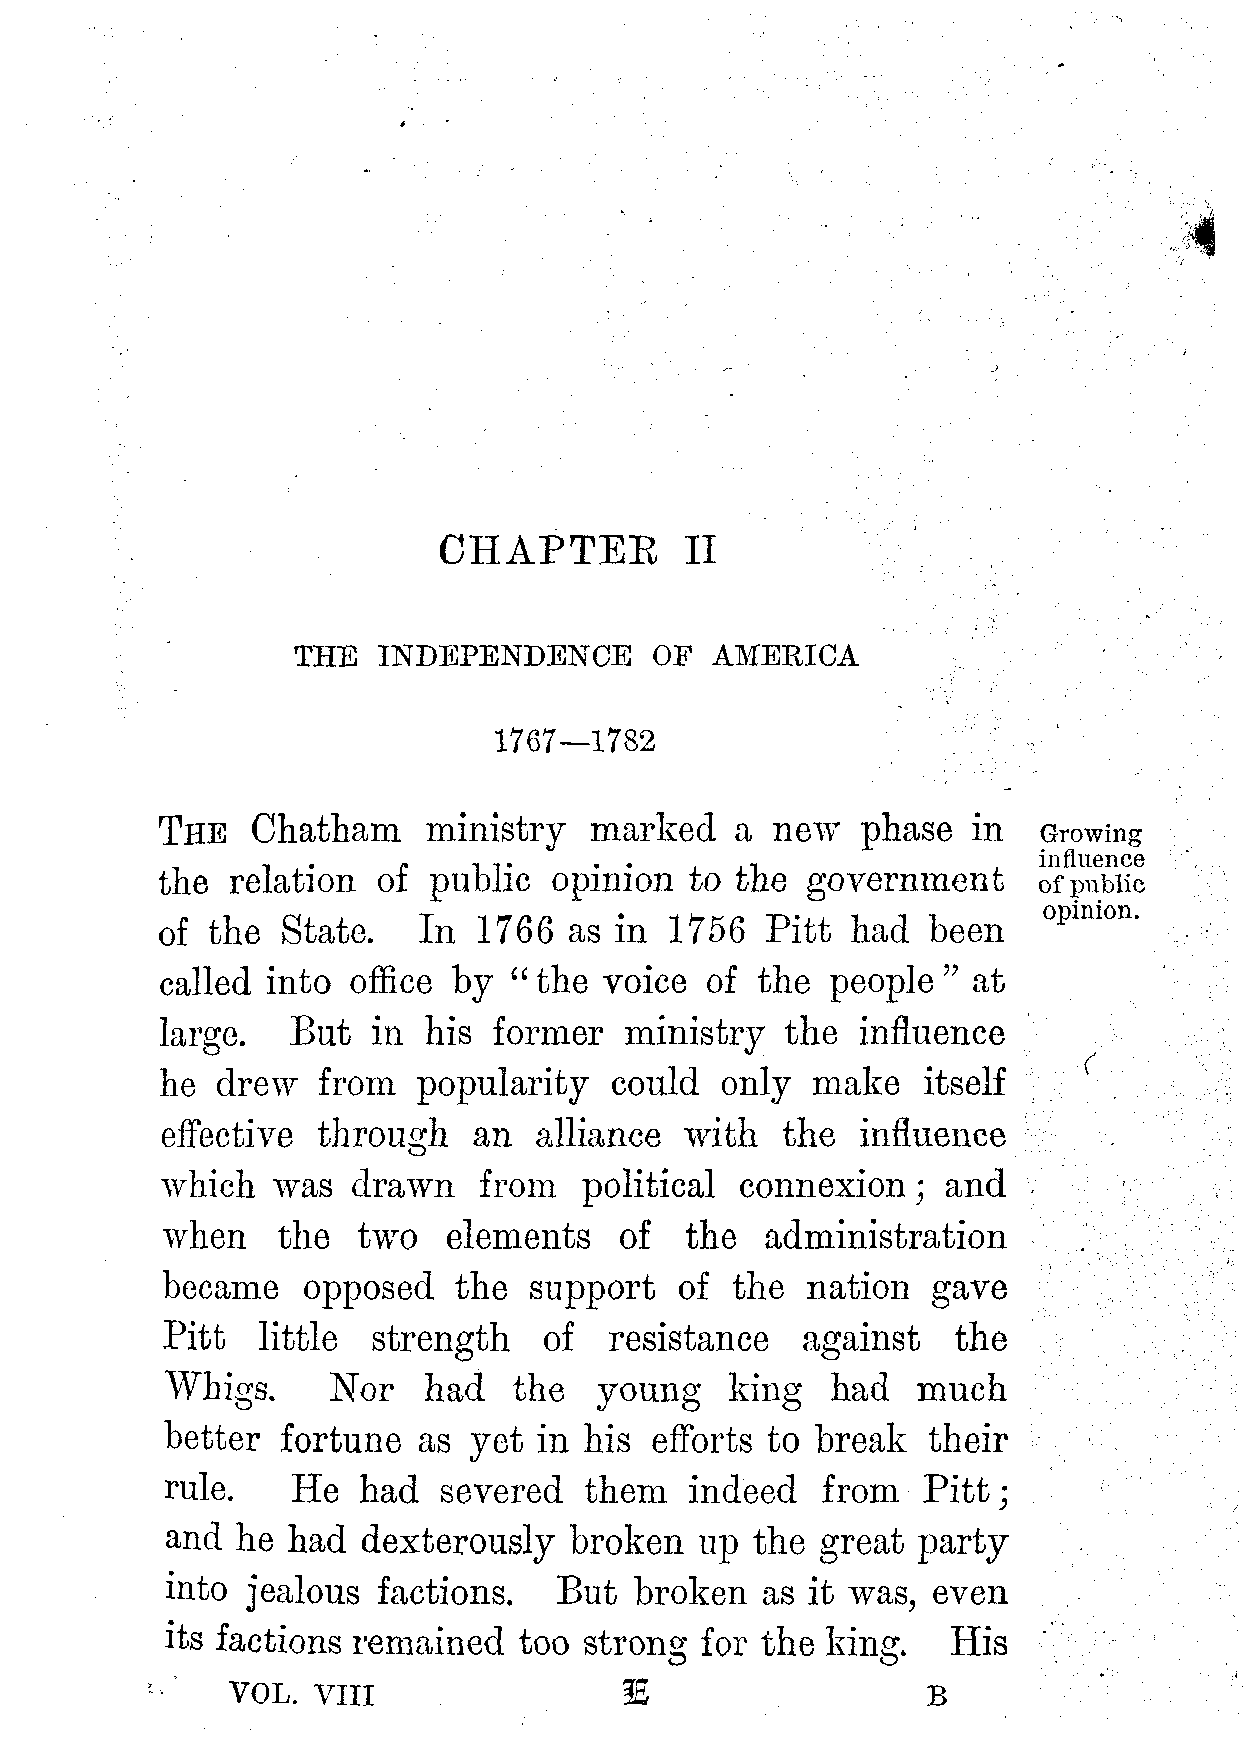 CHAPTER II
THE INDEPENDENCE OF AMERICA
1767—1782
THE Chatham ministry marked a new phase in
the relation of public opinion to the government
of the State. In 1766 as in 1756 Pitt had been
called into office by “the voice of the people” at
large. But in his former ministry the influence
he drew from popularity could only make itself
effective through an alliance with the influence
which was drawn from political connexion; and
when the two elements of the administration
became opposed the support of the nation gave
Pitt little strength of resistance against the
Whigs. Nor had the young king had much
better fortune as yet in his efforts to break their
rule. He had severed them indeed from Pitt;
and he had dexterously broken up the great party
into jealous factions. But broken as it was, even
its factions remained too strong for the king. His
Growing
influence
of public
opinion.
VOL. VIII E B